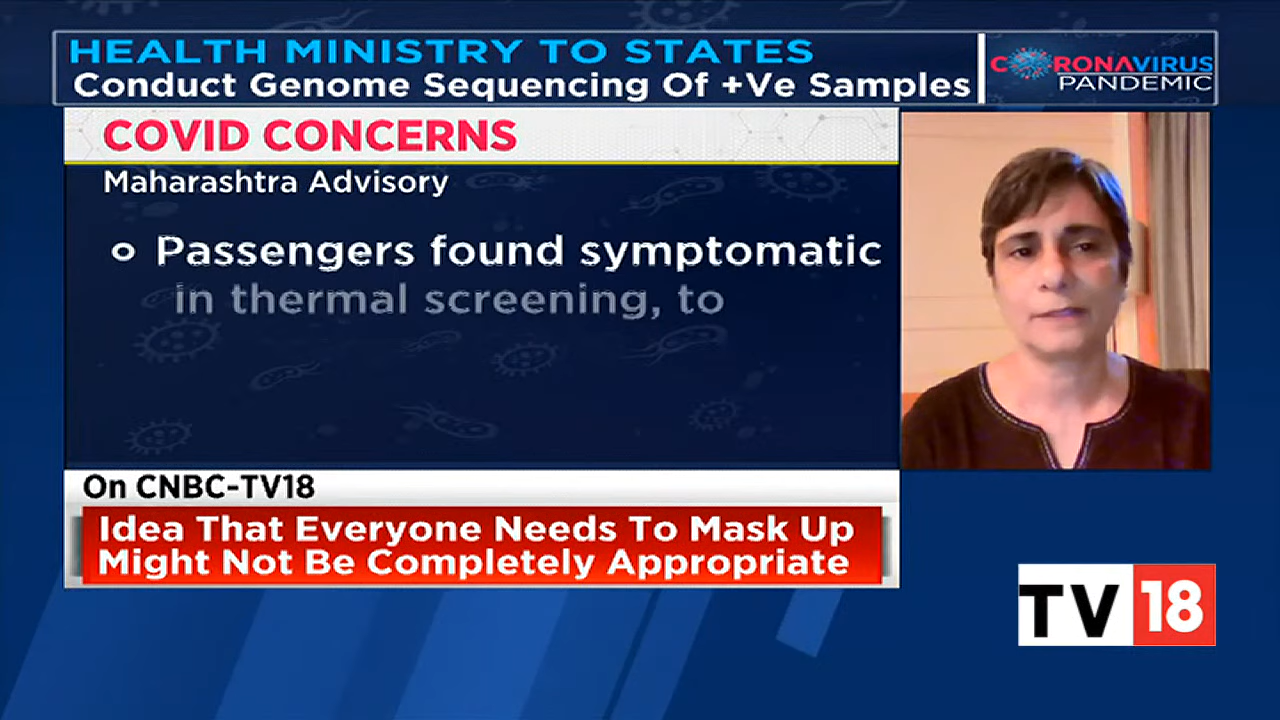 HEALTH MINISTRY TO STATES
Conduct Genome Sequencing Of +Ve Samples
CORONAVIRUS
PANDEMIC
COVID CONCERNS
Maharashtra Advisory
Passengers found symptomatic
in thermal screening, to
On CNBC-TV18
Idea That Everyone Needs To Mask Up
Might Not Be Completely Appropriate
TV18